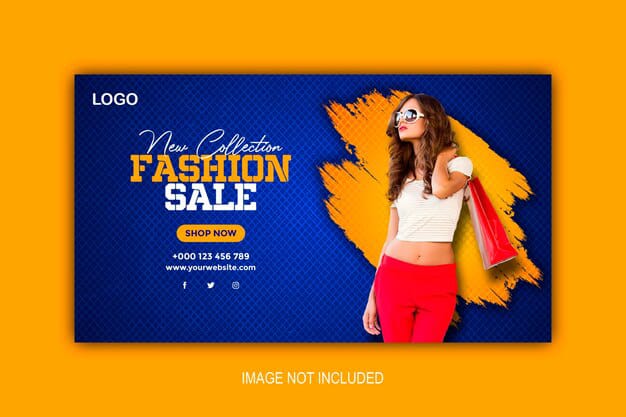 LOGO
New Collection
FASHION
SALE
SHOP NOW
+000 123 456 789
www.yourwebsite.com
IMAGE NOT INCLUDED